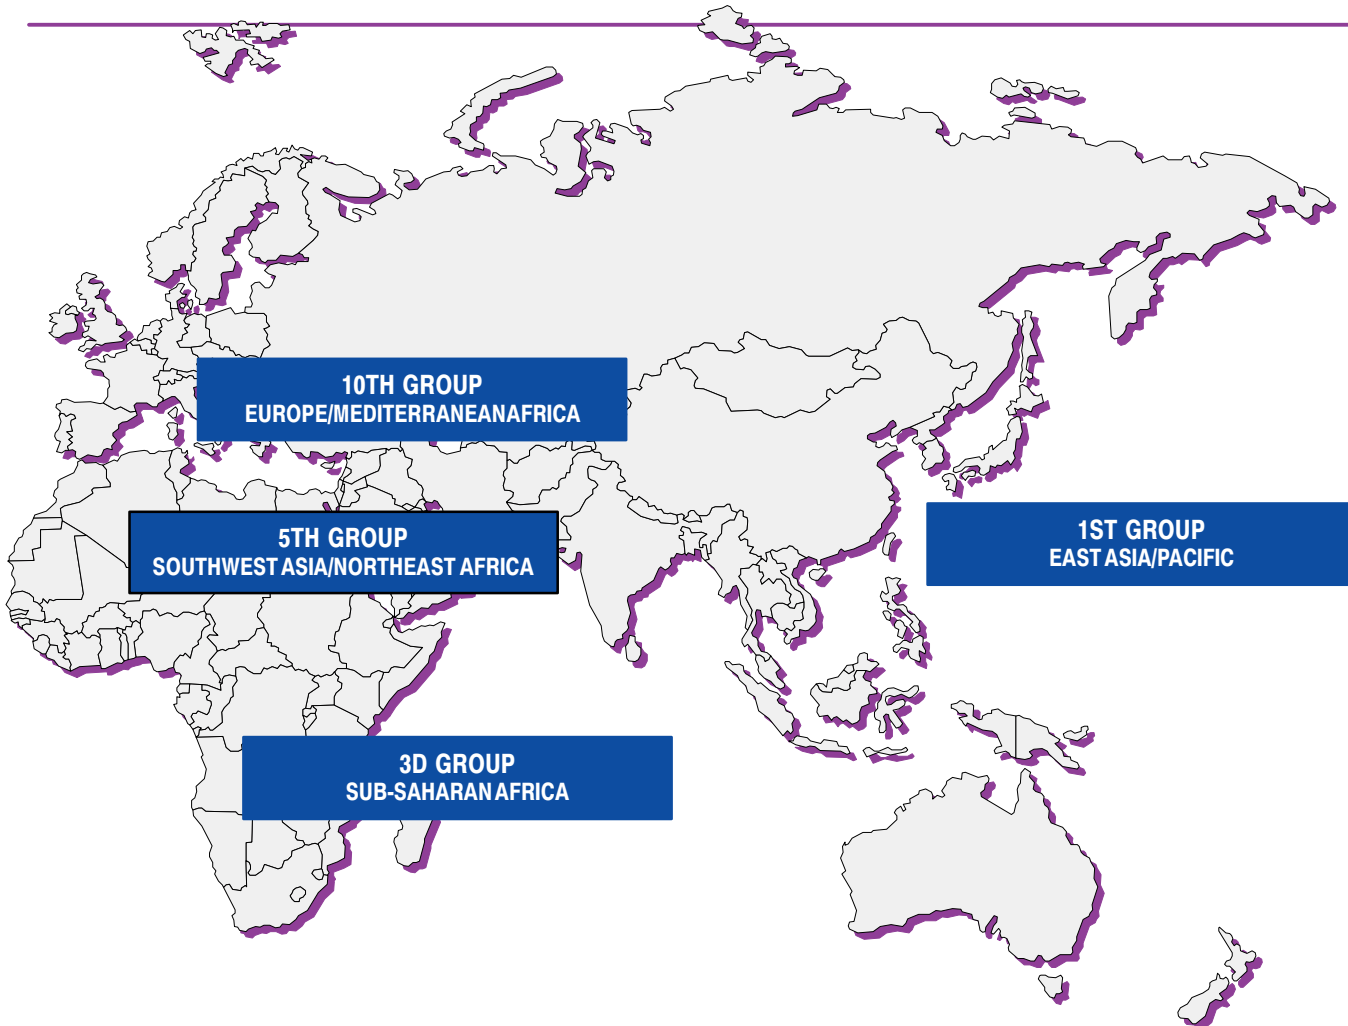 10TH GROUP
EUROPE/MEDITERRANEANAFRICA
5TH GROUP
SOUTHWEST ASIA/NORTHEAST AFRICA
1ST GROUP
EAST ASIA/PACIFIC
3D GROUP
SUB-SAHARAN AFRICA